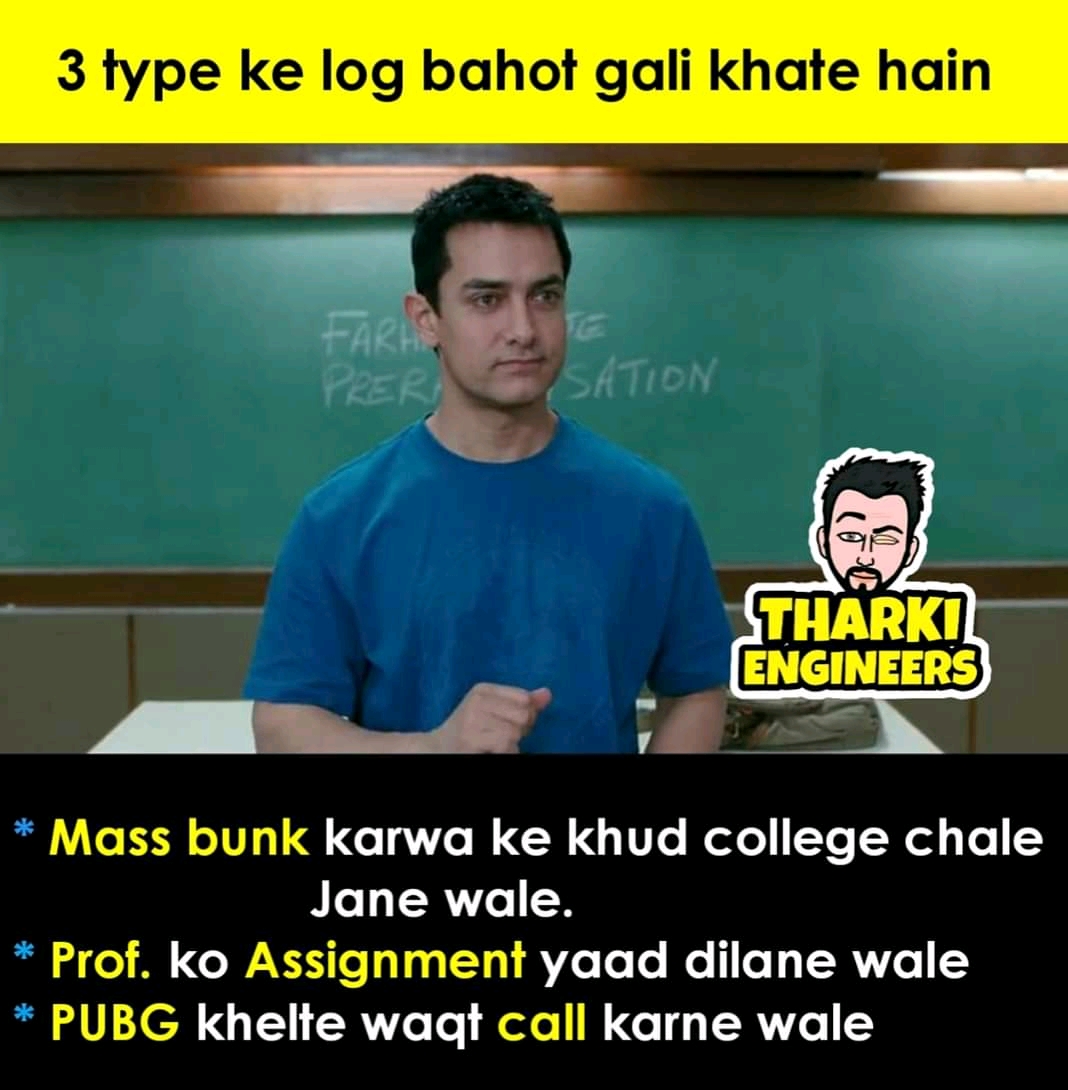 3 type ke log bahot gali khate hain
FARH TE
PRER SATION
THARKI
ENGINEERS
* Mass bunk karwa ke khud college chale
Jane wale.
* Prof. ko Assignment yaad dilane wale
* PUBG khelte waqt call karne wale